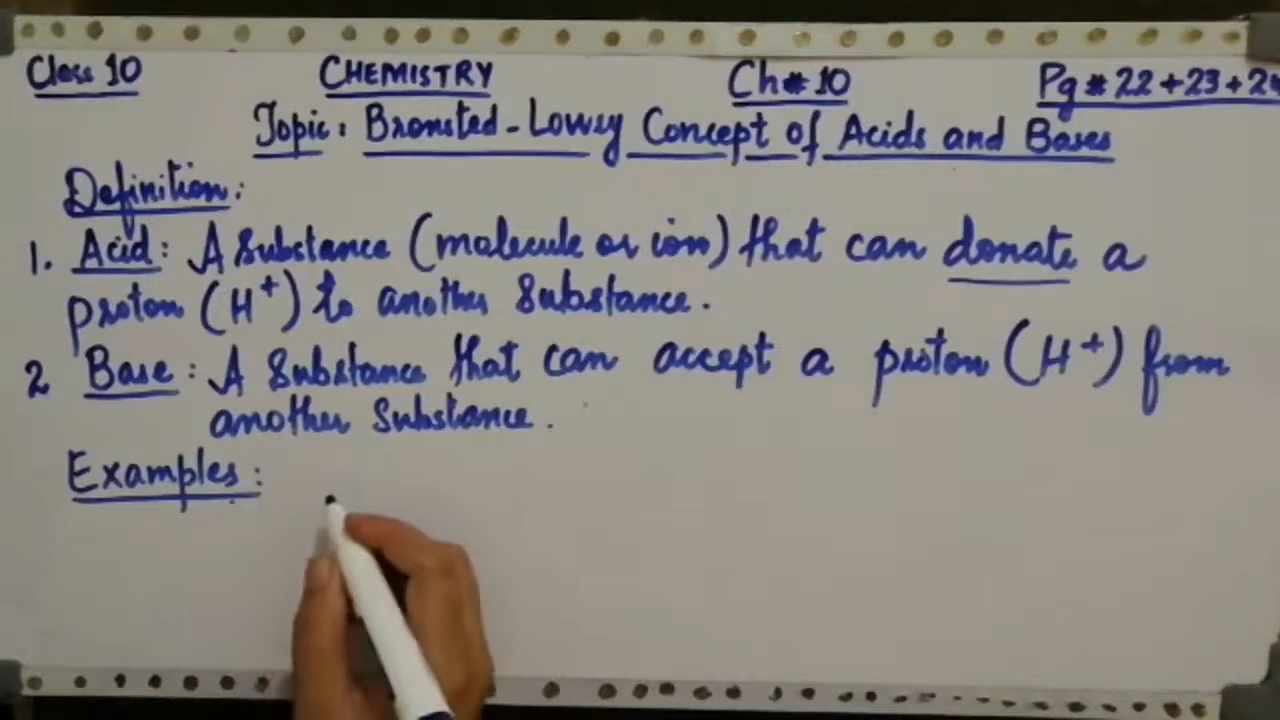 Class 10 CHEMISTRY Ch # 10 Pg # 22+23+24
Topic: Bronsted-Lowry Concept of Acids and Bases
Definition:
1. Acid: A Substance (molecule or ion) that can donate a
proton (H+) to another Substance.
2 Base: A Substance that can accept a proton (H+) from
another Substance.
Examples: